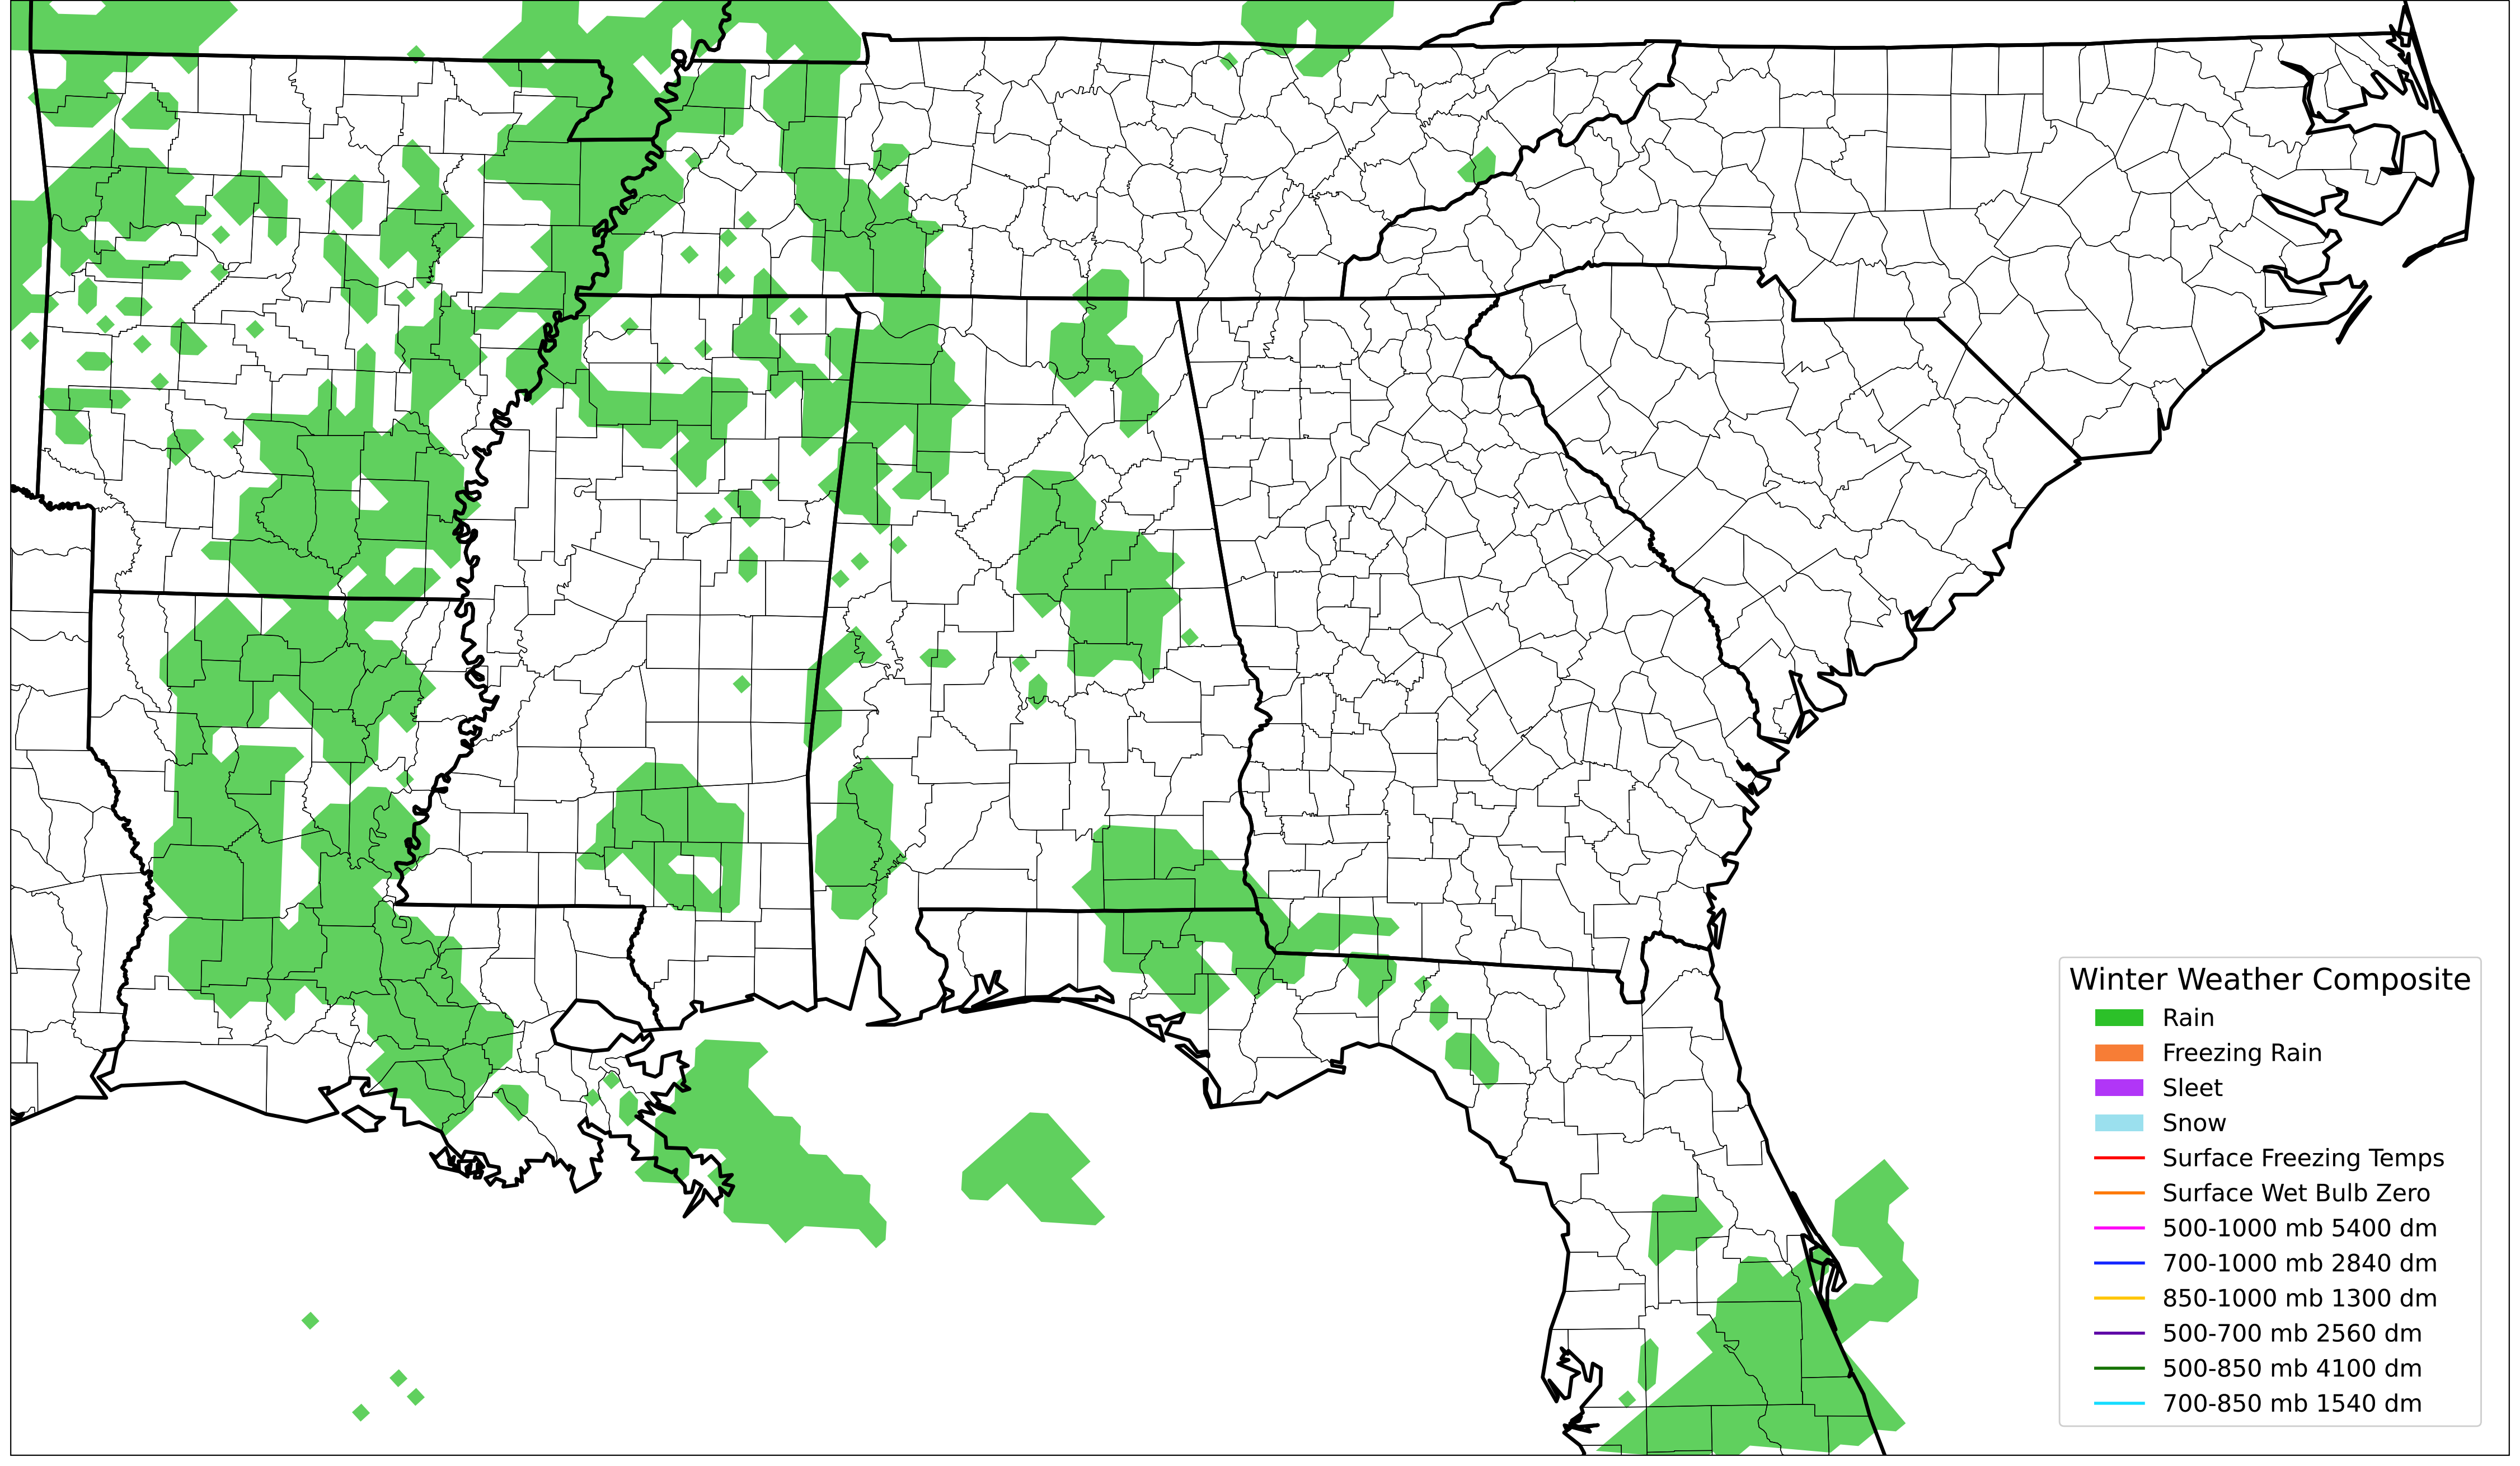 Winter Weather Composite
Rain
Freezing Rain
Sleet
Snow
Surface Freezing Temps
Surface Wet Bulb Zero
500-1000 mb 5400 dm
700-1000 mb 2840 dm
850-1000 mb 1300 dm
500-700 mb 2560 dm
500-850 mb 4100 dm
700-850 mb 1540 dm